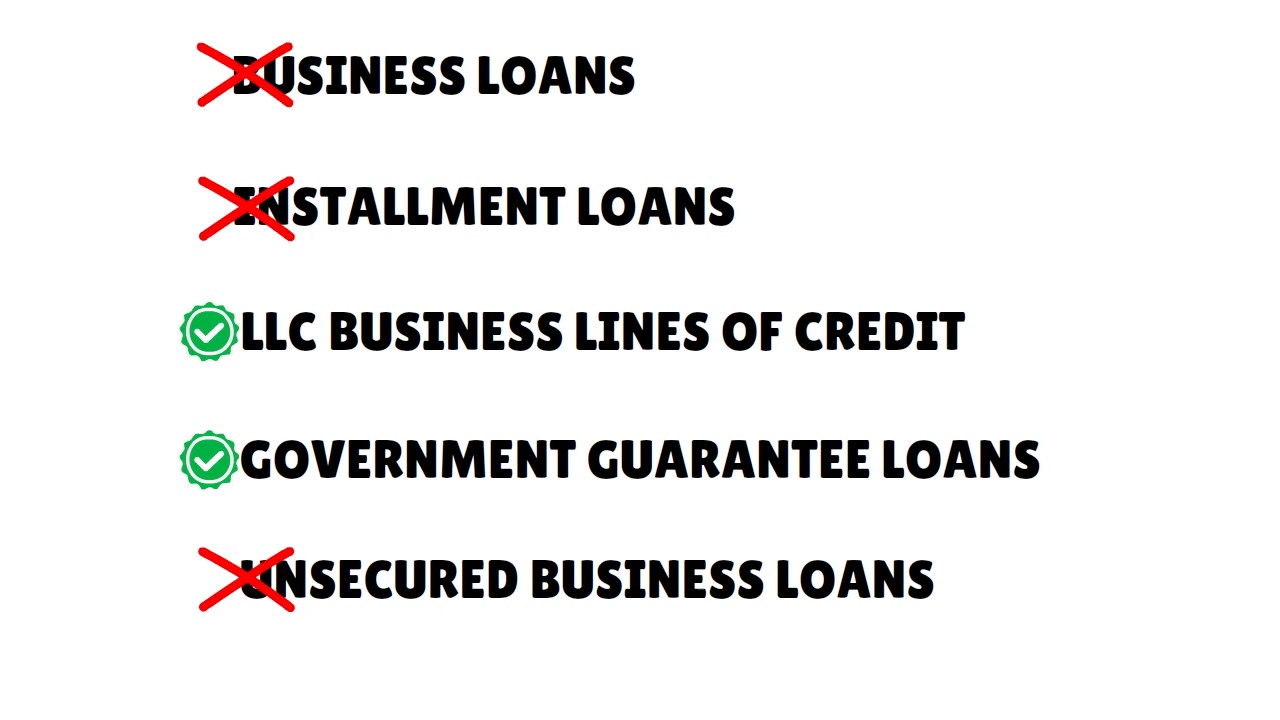 BUSINESS LOANS
INSTALLMENT LOANS
LLC BUSINESS LINES OF CREDIT
GOVERNMENT GUARANTEE LOANS
UNSECURED BUSINESS LOANS